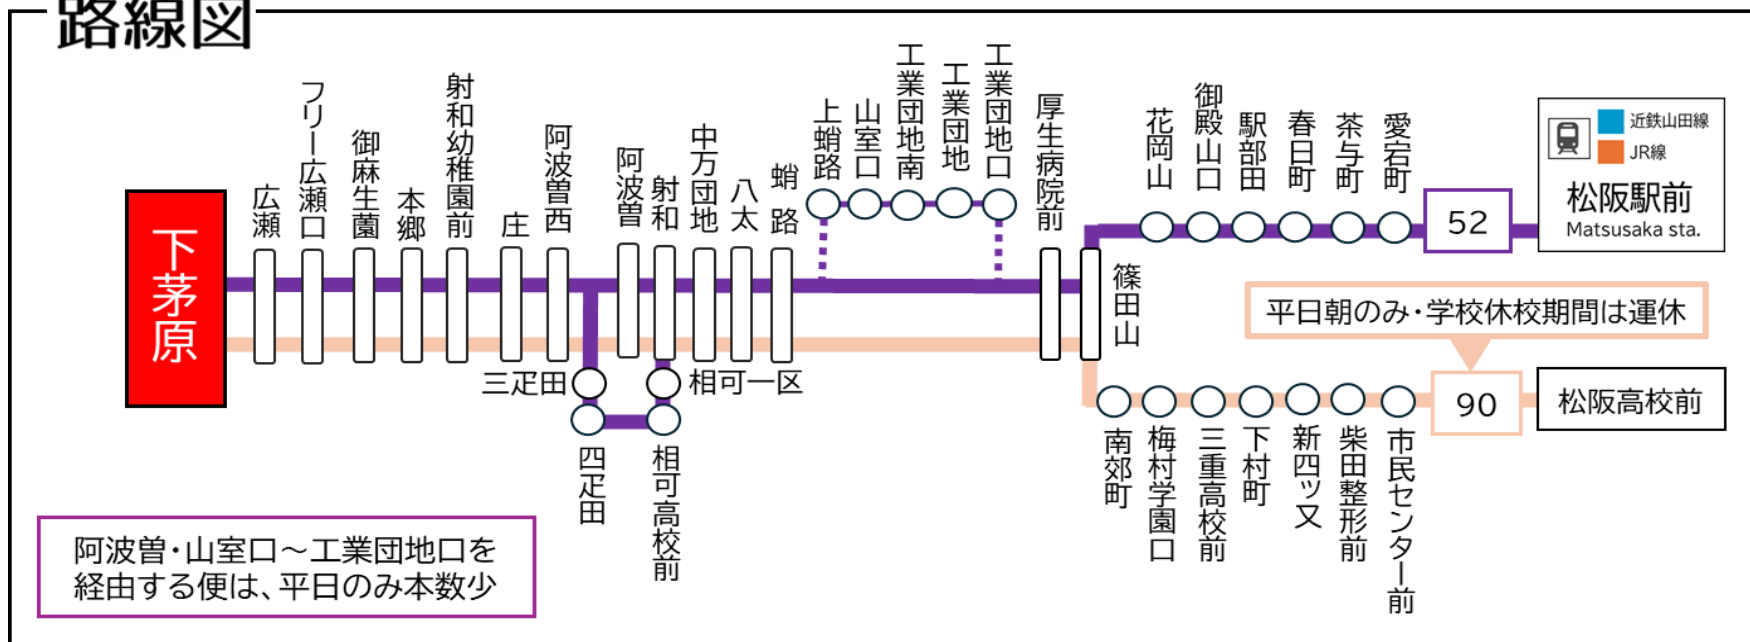 路線図
下茅原
広瀬
フリー広瀬口
御麻生薗
本郷
射和幼稚園前
庄
阿波曽西
阿波曽
射和
中万団地
八太
蛸路
上蛸路
山室口
工業団地南
工業団地
工業団地口
厚生病院前
篠田山
花岡山
御殿山口
駅部田
春日町
茶与町
愛宕町
52
近鉄山田線
JR線
松阪駅前
Matsusaka sta.
平日朝のみ・学校休校期間は運休
三疋田
相可一区
四疋田
相可高校前
南郊町
梅村学園口
三重高校前
下村町
新四ッ又
柴田整形前
市民センター前
90
松阪高校前
阿波曽・山室口～工業団地口を
経由する便は、平日のみ本数少